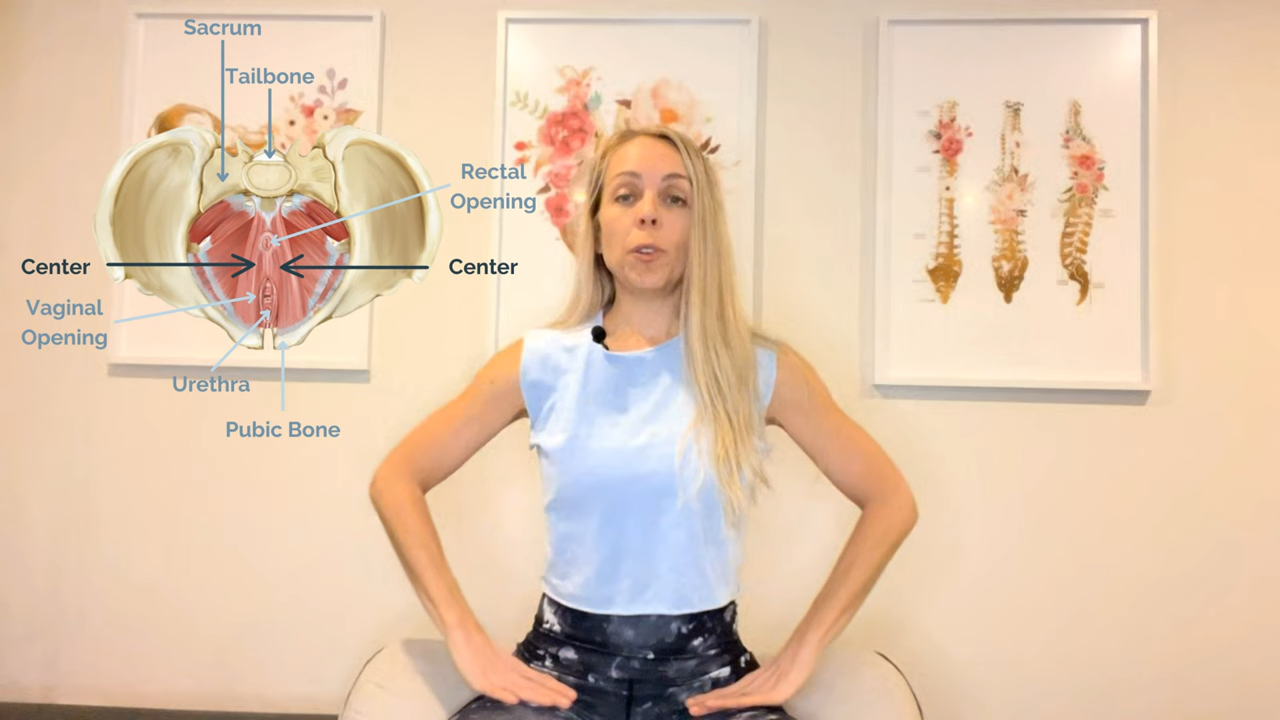 Sacrum
Tailbone
Rectal
Opening
Center
Center
Vaginal
Opening
Urethra
Pubic Bone